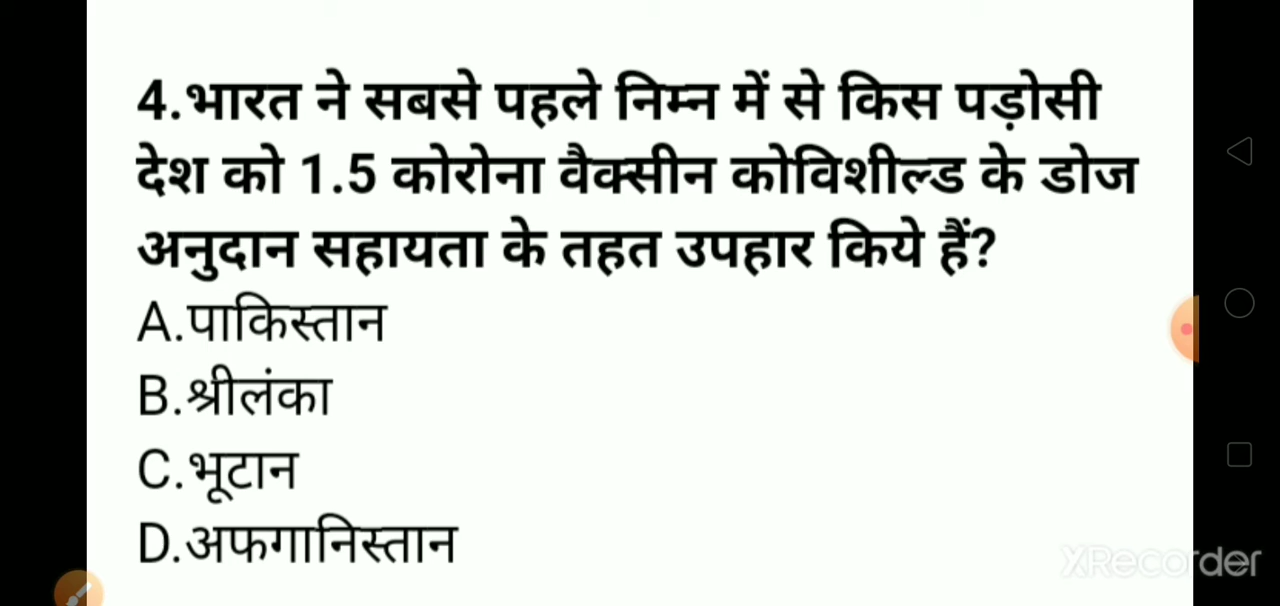 4.भारत ने सबसे पहले निम्न में से किस पड़ोसी
देश को 1.5 कोरोना वैक्सीन कोविशील्ड के डोज
अनुदान सहायता के तहत उपहार किये हैं?
A.पाकिस्तान
B.श्रीलंका
C.भूटान
D.अफगानिस्तान
XRecorder